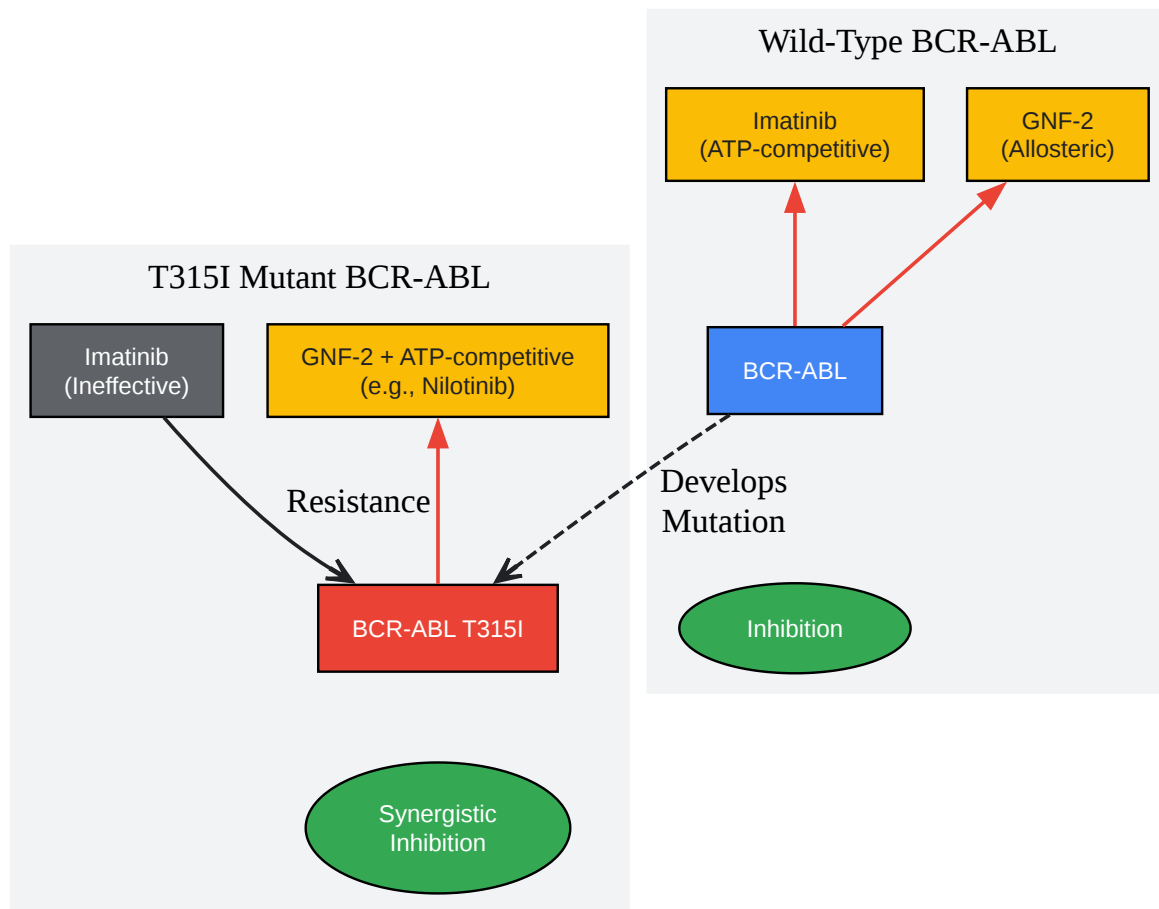 Wild-Type BCR-ABL
Imatinib
(ATP-competitive)
GNF-2
(Allosteric)
BCR-ABL
Develops
Mutation
Inhibition
T315I Mutant BCR-ABL
Imatinib
(Ineffective)
GNF-2 + ATP-competitive
(e.g., Nilotinib)
Resistance
BCR-ABL T315I
Synergistic
Inhibition